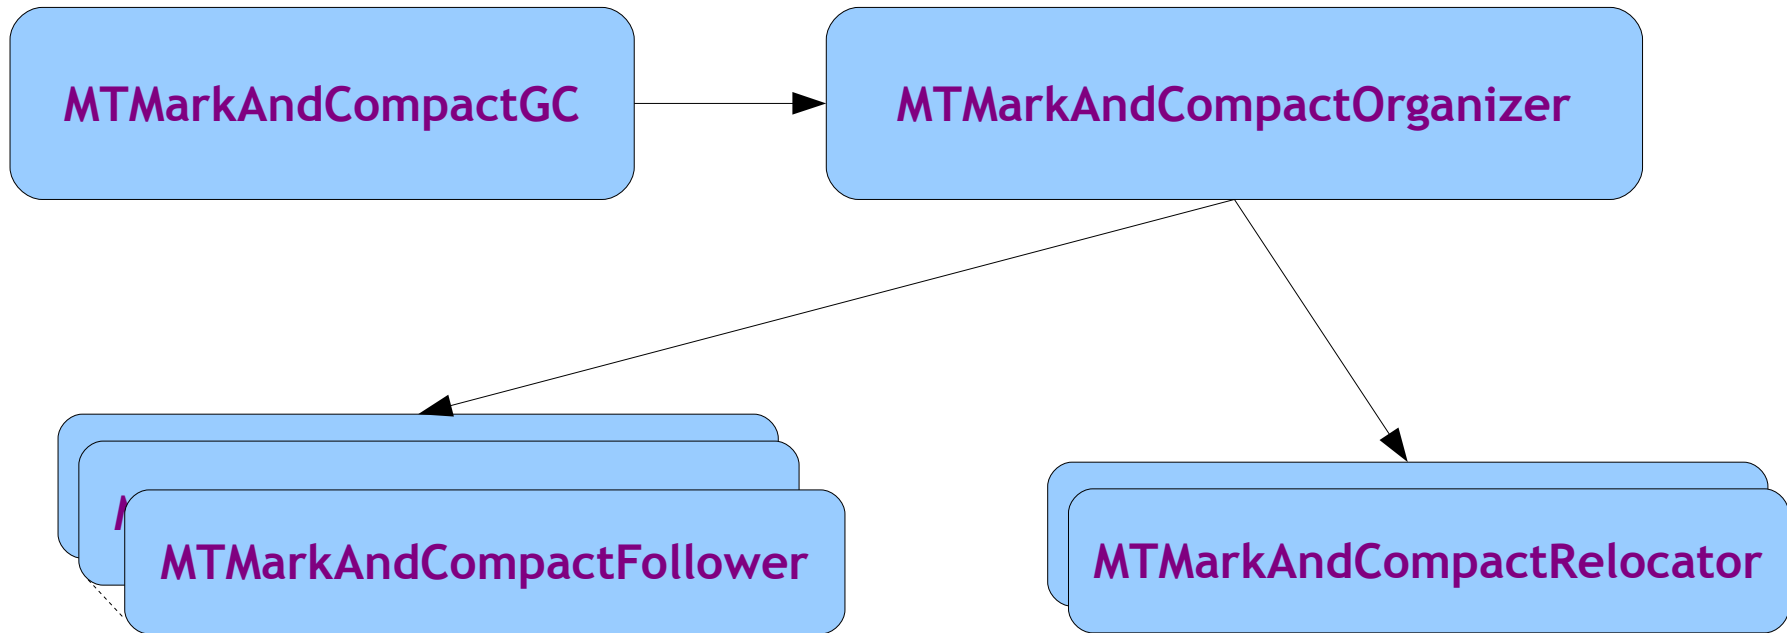 MTMarkAndCompactGC
MTMarkAndCompactOrganizer
MTMarkAndCompactFollower
MTMarkAndCompactRelocator